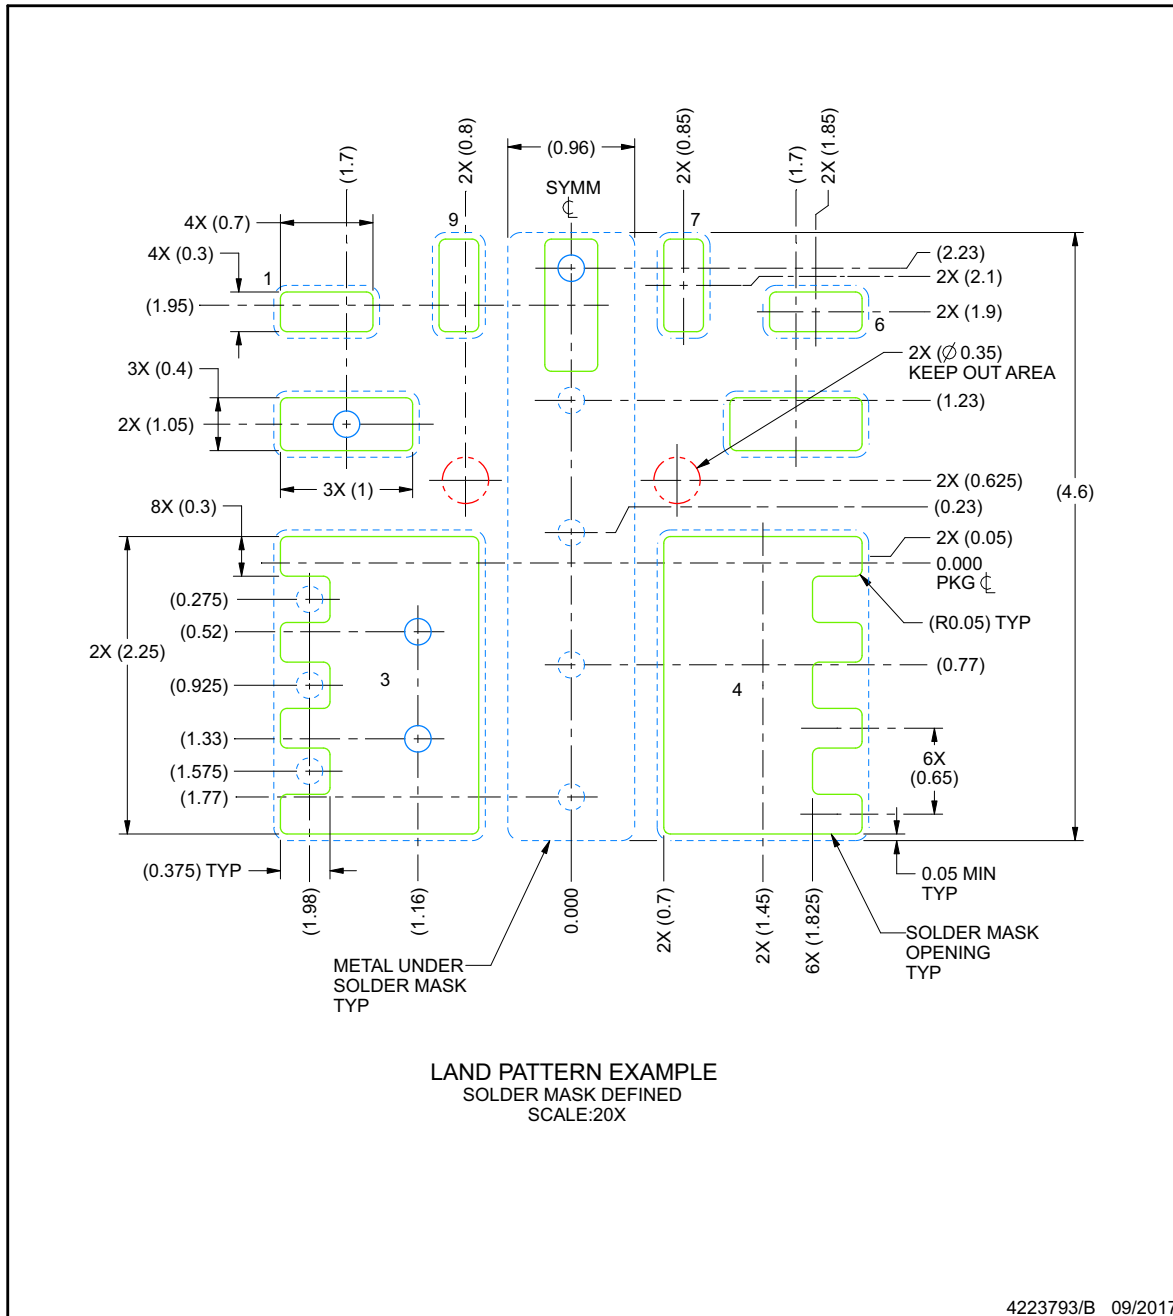 (1.7)
2X (0.8)
(0.96)
2X (0.85)
(1.7)
2X (1.85)
SYMM
℄
4X (0.7)
9
7
4X (0.3)
1
(2.23)
2X (2.1)
(1.95)
2X (1.9)
6
2X (Ø 0.35)
KEEP OUT AREA
3X (0.4)
(1.23)
2X (1.05)
3X (1)
2X (0.625)
(4.6)
8X (0.3)
(0.23)
2X (0.05)
0.000
PKG ℄
(0.275)
(R0.05) TYP
(0.52)
2X (2.25)
(0.77)
(0.925)
3
4
(1.33)
6X
(0.65)
(1.575)
(1.77)
(0.375) TYP
0.05 MIN
TYP
(1.98)
(1.16)
0.000
2X (0.7)
2X (1.45)
6X (1.825)
SOLDER MASK
OPENING
TYP
METAL UNDER
SOLDER MASK
TYP
LAND PATTERN EXAMPLE
SOLDER MASK DEFINED
SCALE:20X
4223793/B 09/2017